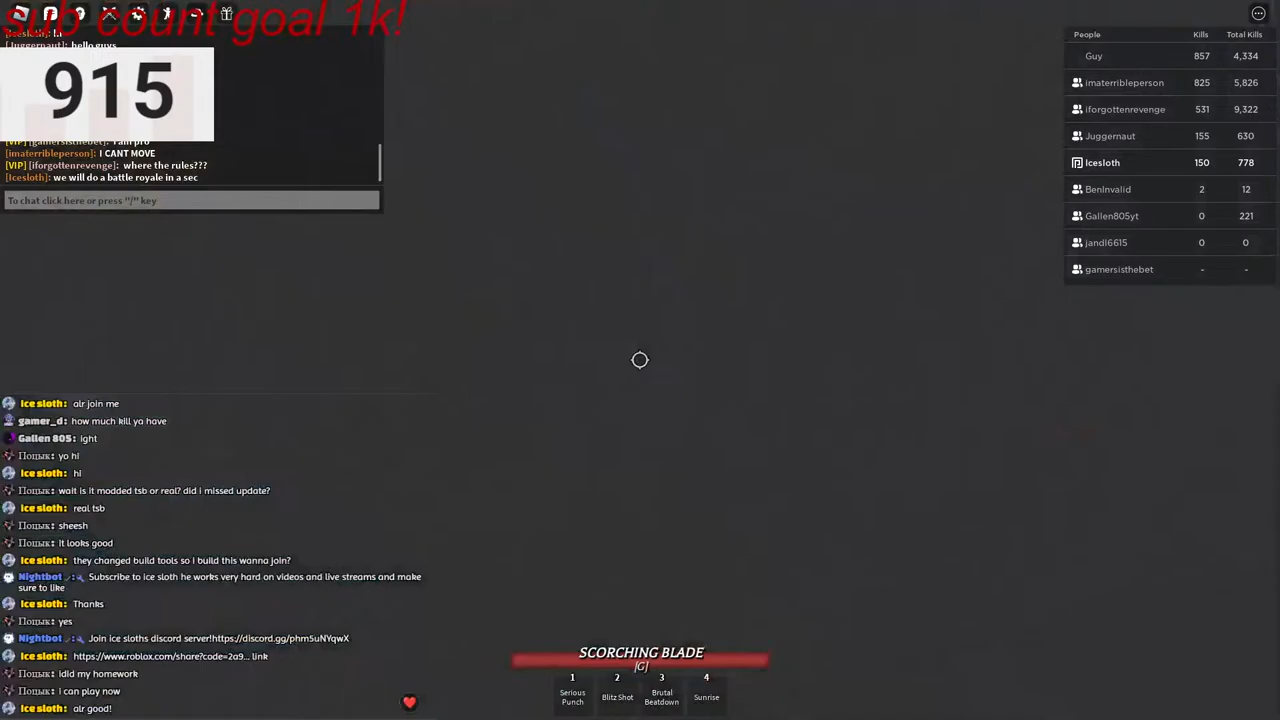 sub count goal 1k!
[Icesloth]:
[Juggernaut]: hello guys
915
[VIP] [gamersisthebet]: I am pro
[imaterribleperson]: I CANT MOVE
[VIP] [iforgottenrevenge]: where the rules???
[Icesloth]: we will do a battle royale in a sec
To chat click here or press "/" key
People Kills Total Kills
Guy 857 4,334
imaterribleperson 825 5,826
iforgottenrevenge 531 9,322
Juggernaut 155 630
Icesloth 150 778
BenInvalid 2 12
Gallen805yt 0 221
jandl6615 0 0
gamersisthebet - -
Ice sloth: alr join me
gamer_d: how much kill ya have
Gallen 805: ight
Поцык: yo hi
Ice sloth: hi
Поцык: wait is it modded tsb or real? did i missed update?
Ice sloth: real tsb
Поцык: sheesh
Поцык: it looks good
Ice sloth: they changed build tools so I build this wanna join?
Nightbot: Subscribe to ice sloth he works very hard on videos and live streams and make
sure to like
Ice sloth: Thanks
Поцык: yes
Nightbot: Join ice sloths discord server!https://discord.gg/phm5uNYqwX
Ice sloth: https://www.roblox.com/share?code=2a9... link
Поцык: idid my homework
Поцык: i can play now
Ice sloth: alr good!
SCORCHING BLADE
[G]
1 2 3 4
Serious Punch Blitz Shot Brutal Beatdown Sunrise